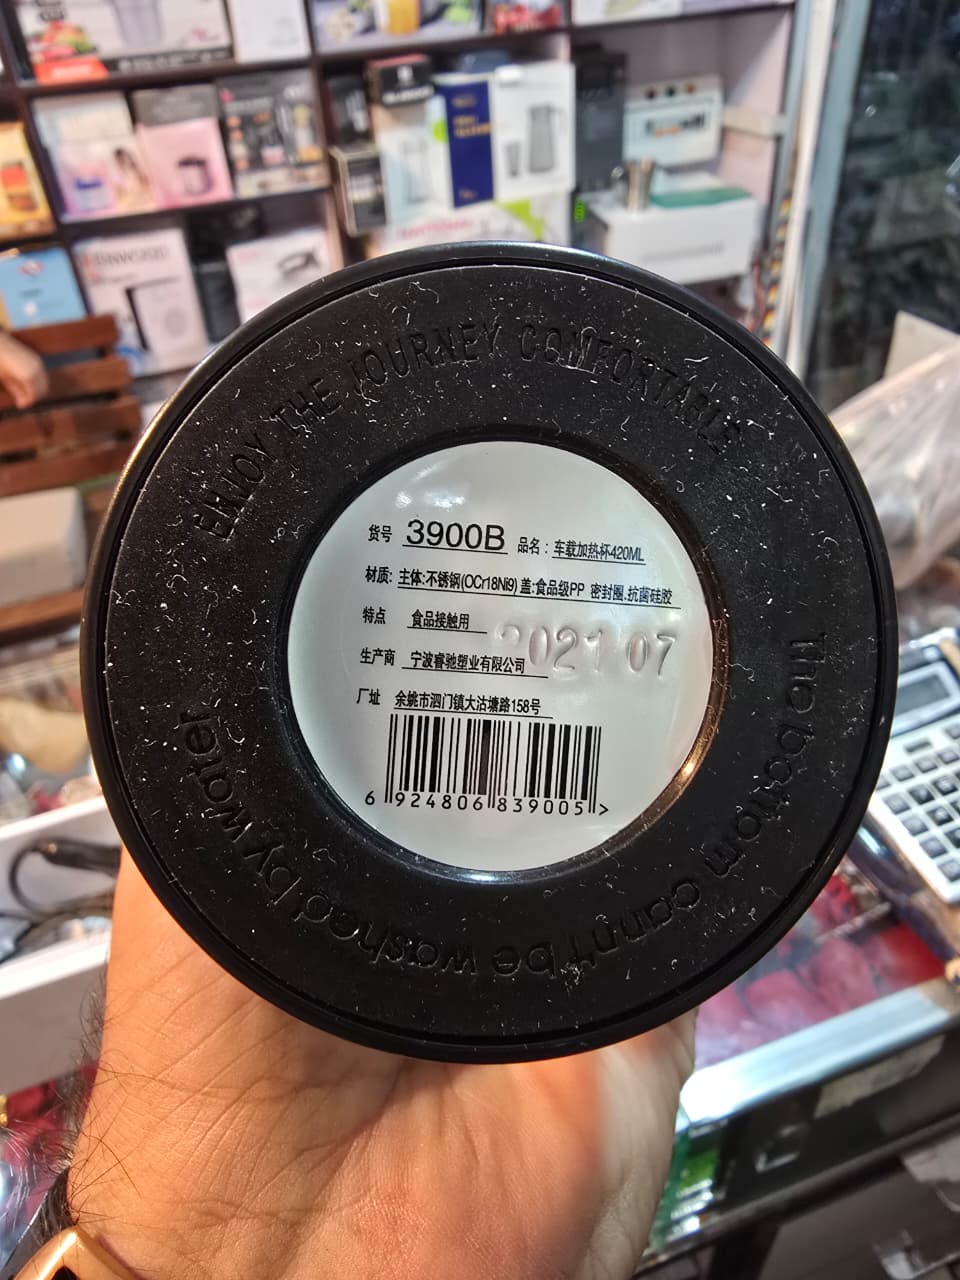 ENJOY THE JOURNEY COMFORTABLE
货号 3900B 品名：车载加热杯420ML
材质: 主体:不锈钢(OCr18Ni9) 盖:食品级PP 密封圈.抗菌硅胶
特点 食品接触用
2021 07
生产商 宁波睿驰塑业有限公司
厂址 余姚市泗门镇大沽塘路158号
6 924806 839005 >
The bottom cann't be washed by water
KENWOOD